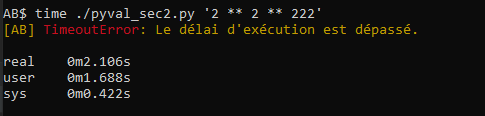 AB$ time ./pyval_sec2.py '2 ** 2 ** 222'
[AB] TimeoutError: Le délai d'exécution est dépassé.
real 0m2.106s
user 0m1.688s
sys 0m0.422s